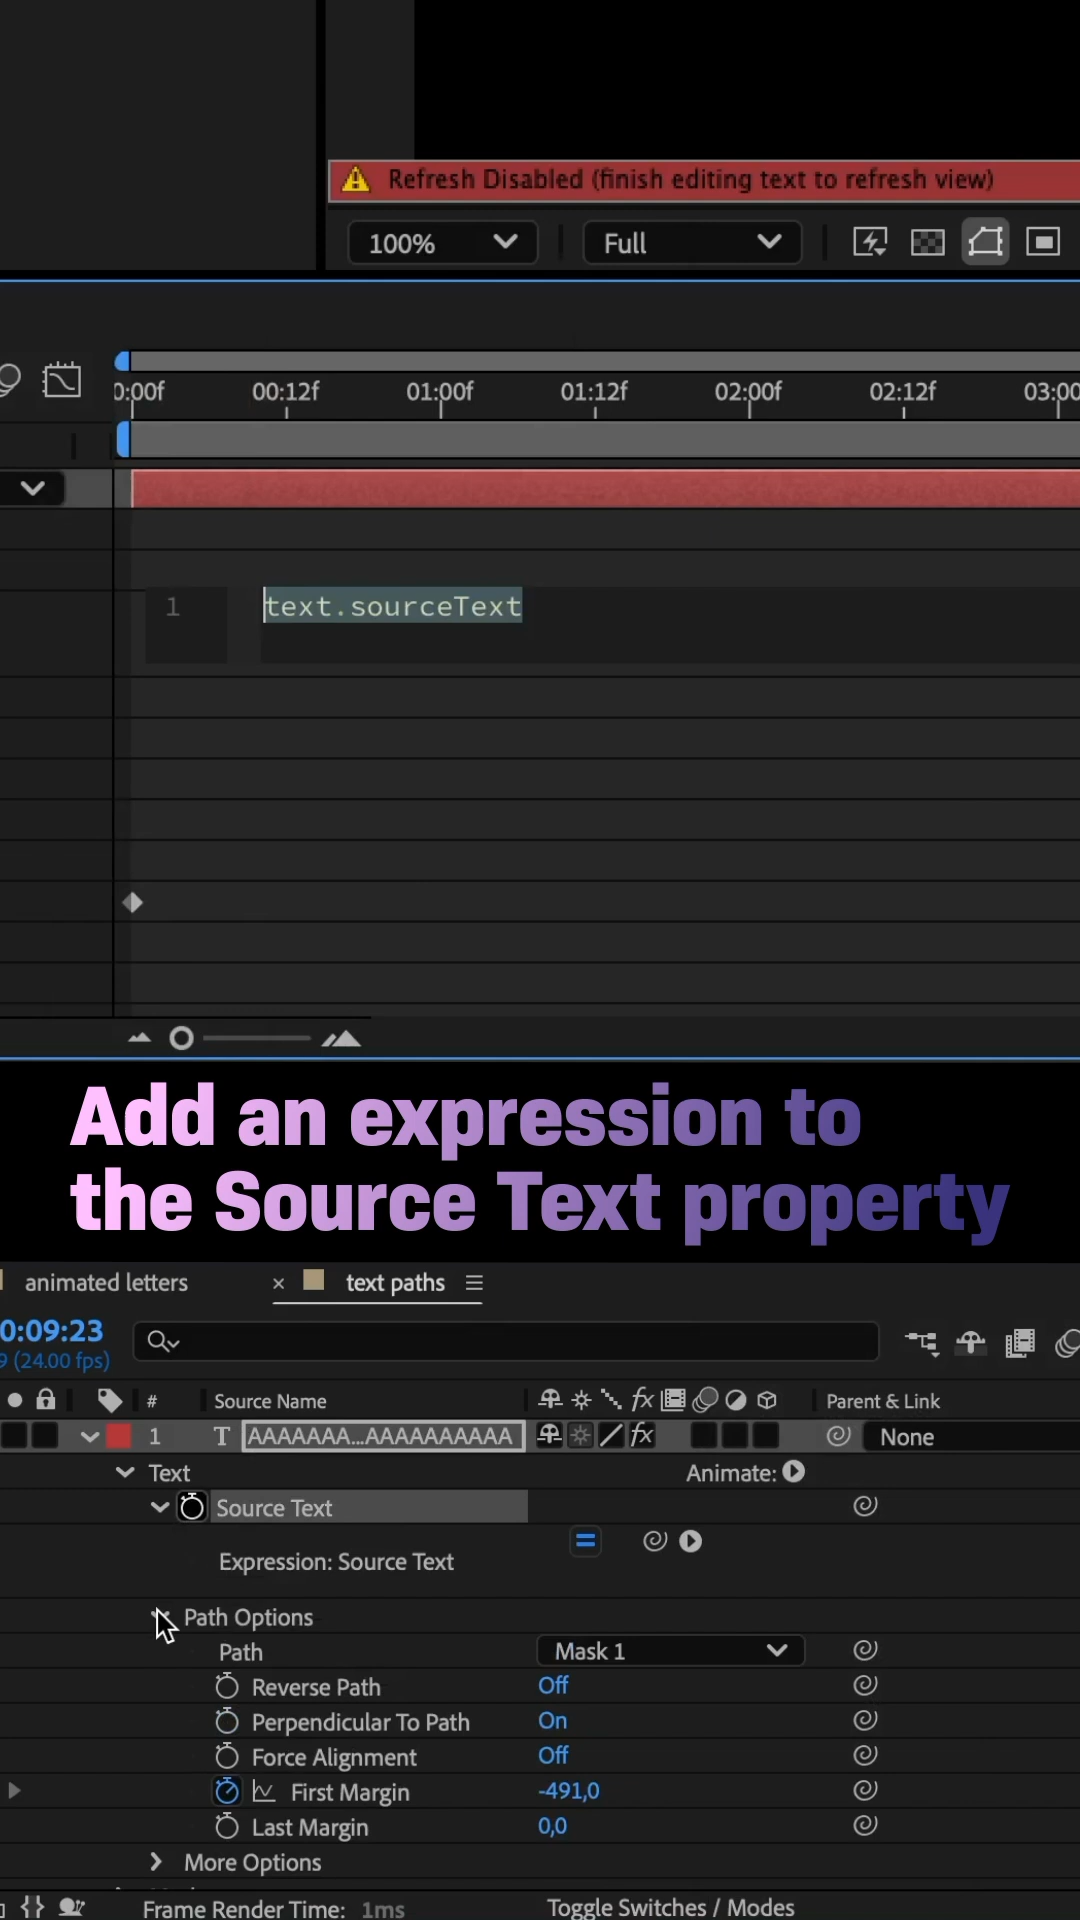 Refresh Disabled (finish editing text to refresh view)
100% Full
0:00f 00:12f 01:00f 01:12f 02:00f 02:12f 03:00
1 text.sourceText
Add an expression to
the Source Text property
animated letters × text paths
0:09:23
9 (24.00 fps)
# Source Name fx Parent & Link
1 T AAAAAAA...AAAAAAAAAA fx None
Text Animate:
Source Text
Expression: Source Text
Path Options
Path Mask 1
Reverse Path Off
Perpendicular To Path On
Force Alignment Off
First Margin -491,0
Last Margin 0,0
More Options
Frame Render Time: 1ms Toggle Switches / Modes